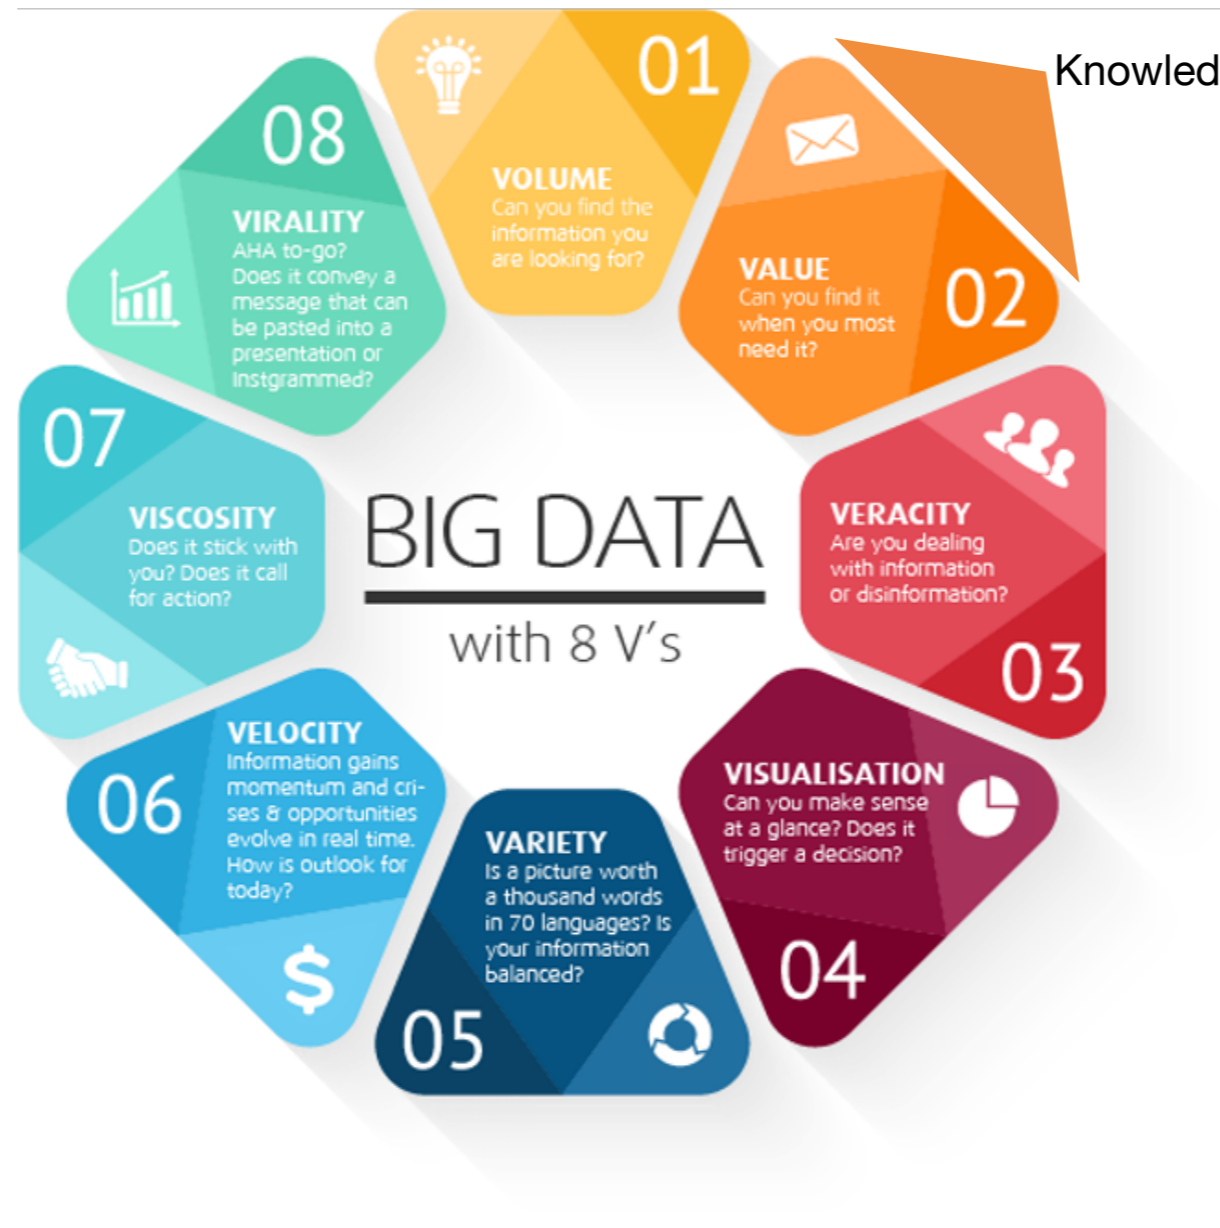 01
VOLUME
Can you find the
information you
are looking for?
Knowled
VALUE
Can you find it
when you most
need it?
02
VERACITY
Are you dealing
with information
or disinformation?
03
VISUALISATION
Can you make sense
at a glance? Does it
trigger a decision?
04
VARIETY
Is a picture worth
a thousand words
in 70 languages? Is
your information
balanced?
05
VELOCITY
Information gains
momentum and cri-
ses & opportunities
evolve in real time.
How is outlook for
today?
06
$
07
VISCOSITY
Does it stick with
you? Does it call
for action?
08
VIRALITY
AHA to-go?
Does it convey a
message that can
be pasted into a
presentation or
Instgrammed?
BIG DATA
with 8 V's